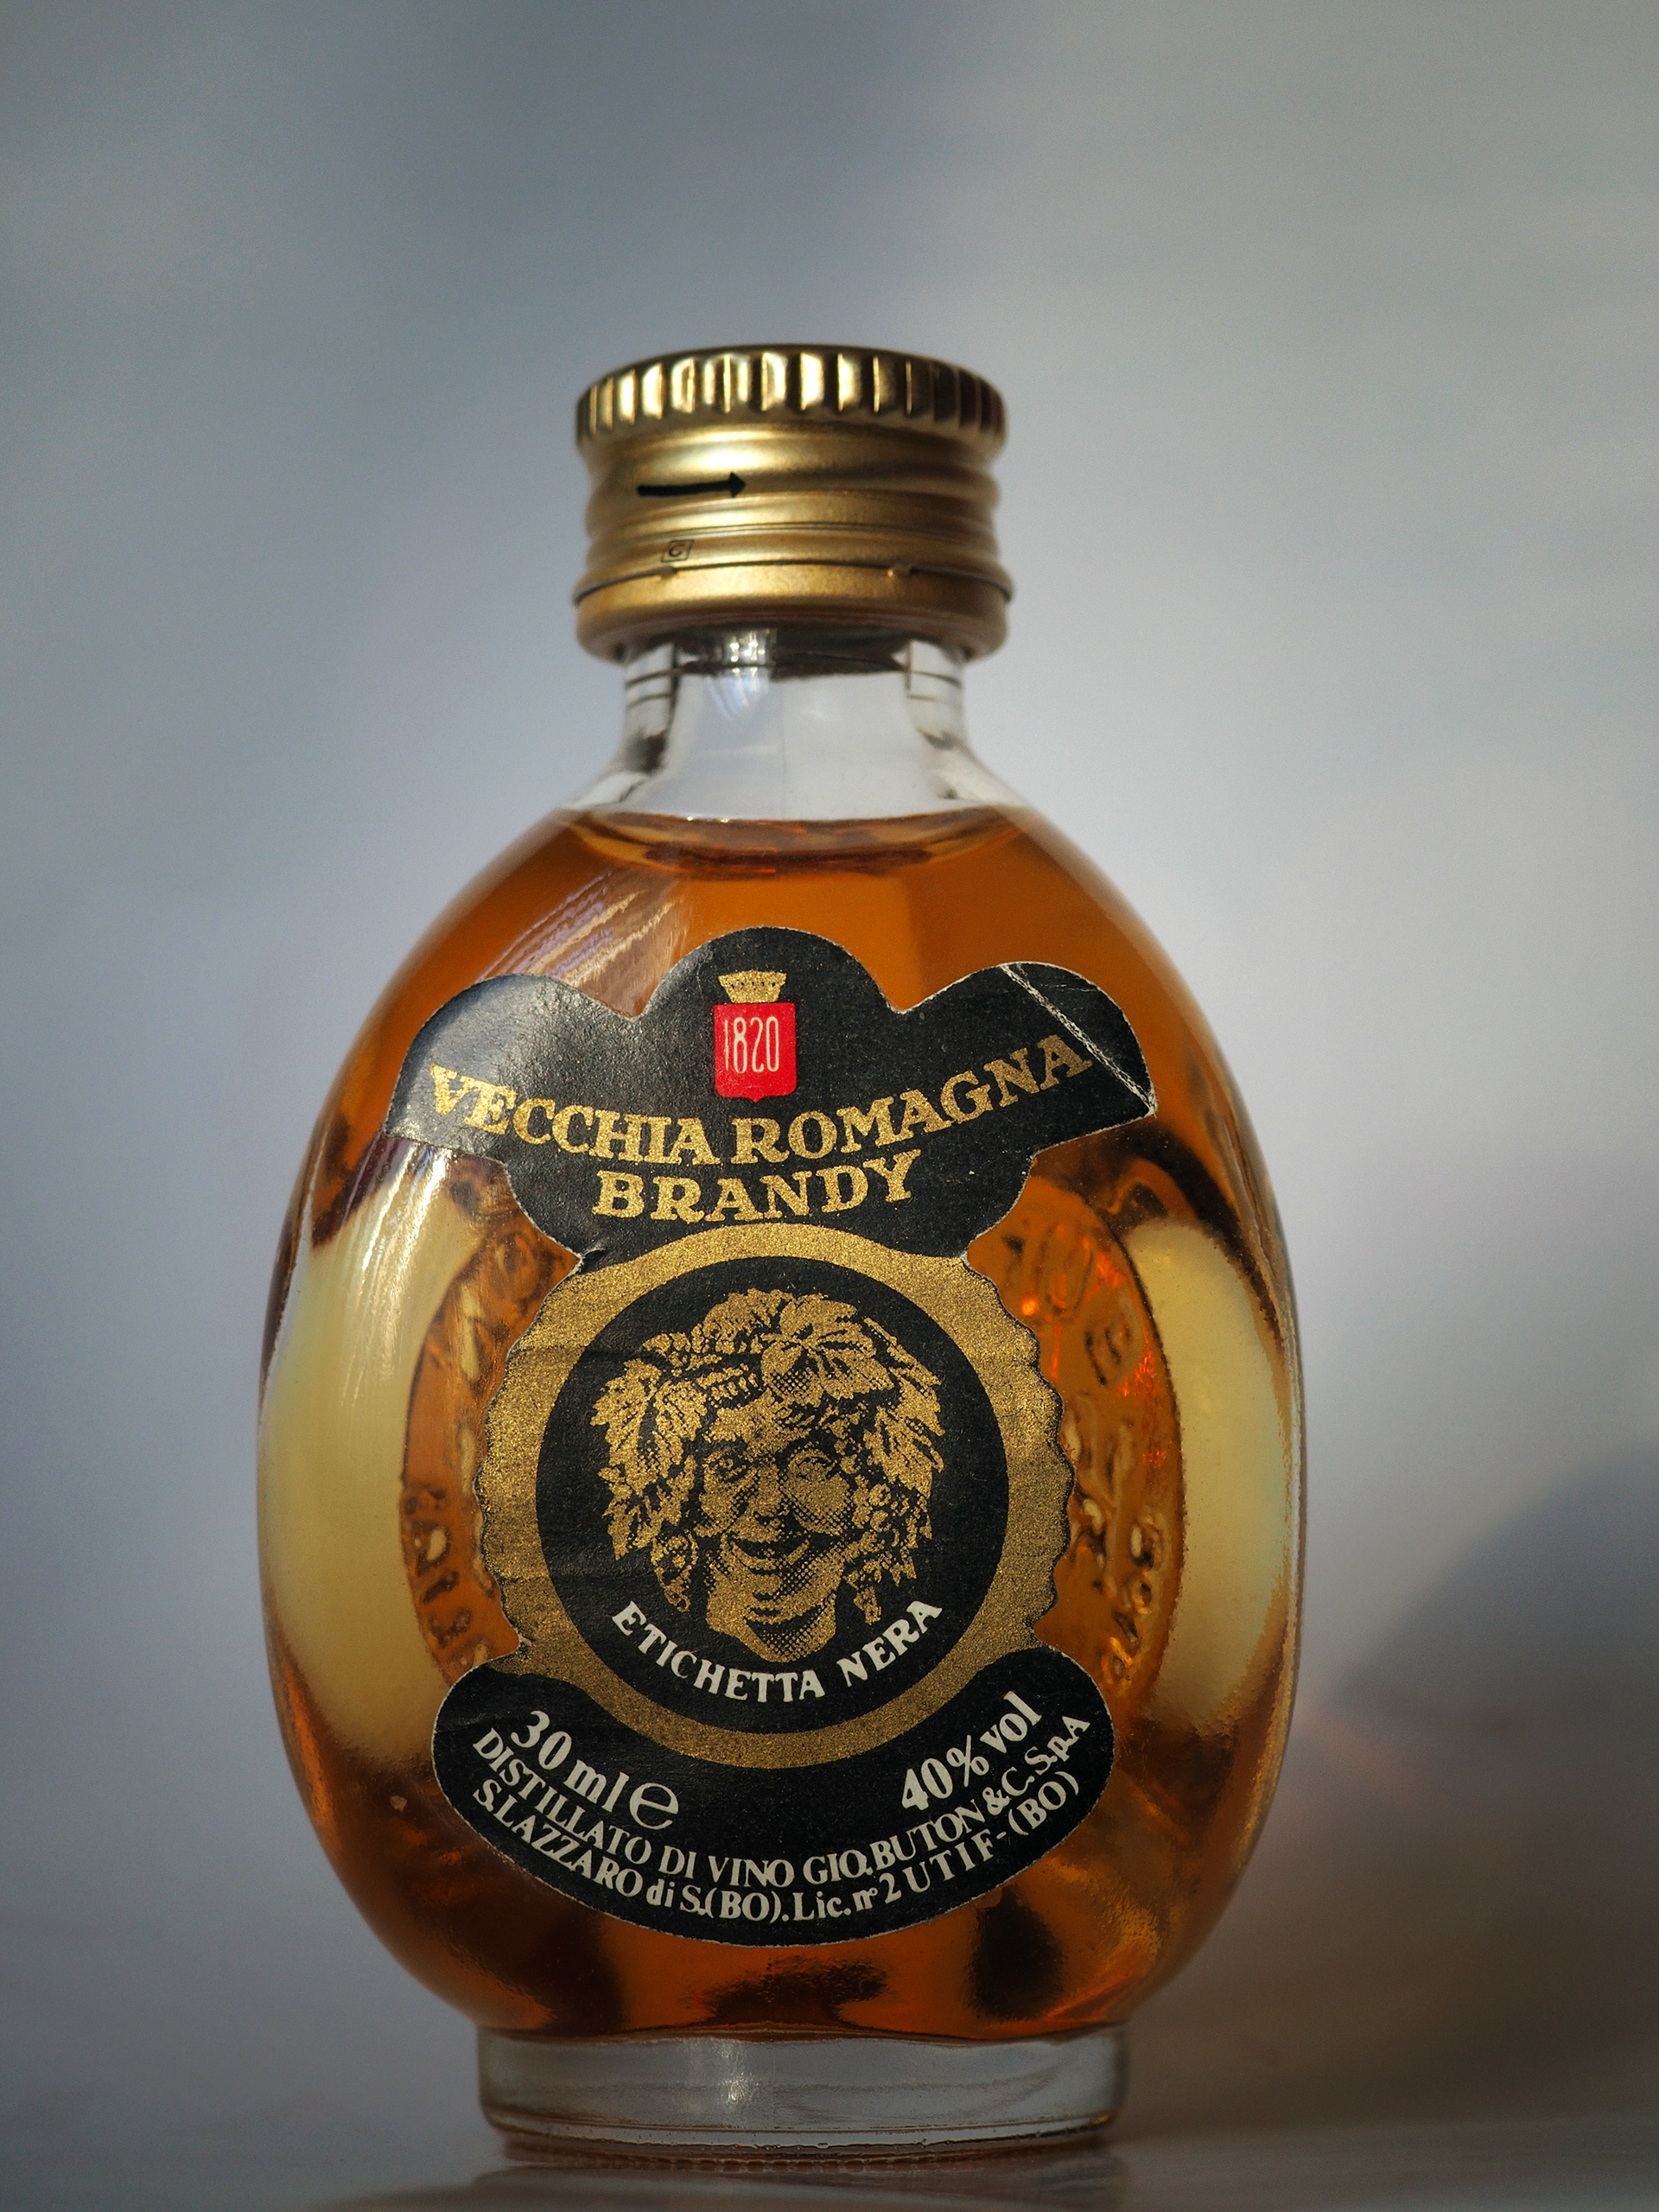 1820
VECCHIA ROMAGNA
BRANDY
ETICHETTA NERA
30 ml ℮
40% vol
DISTILLATO DI VINO GIO. BUTON & C. S.p.A
S. LAZZARO di S. (BO). Lic. n° 2 UTIF-(BO)